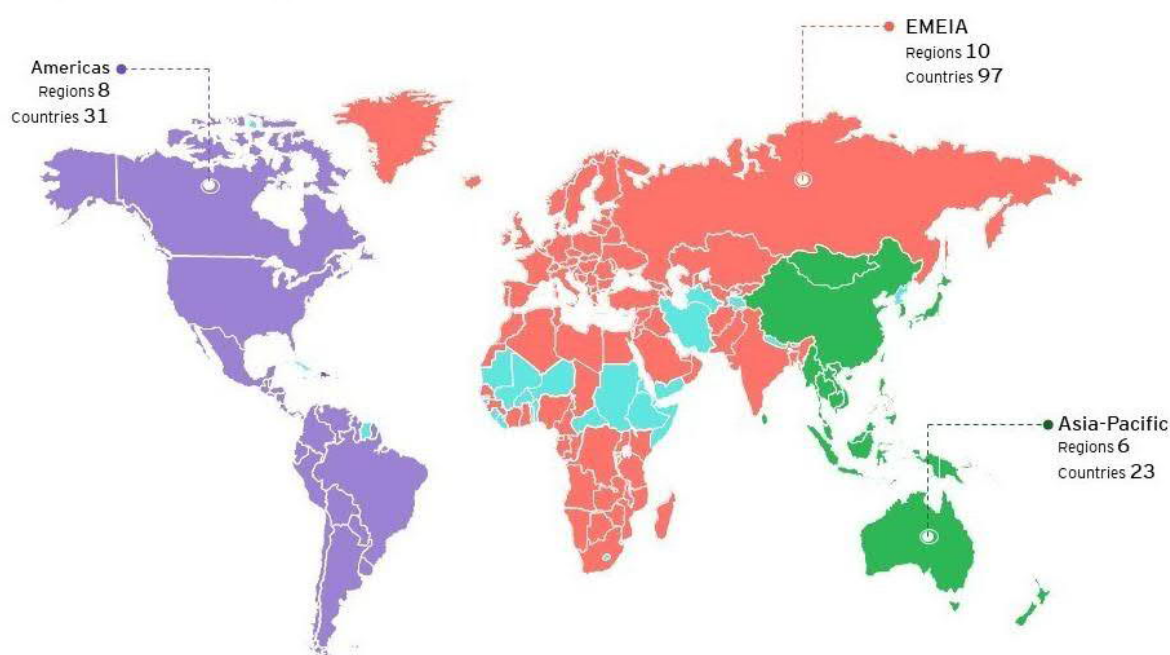 Americas
Regions 8
Countries 31
EMEIA
Regions 10
Countries 97
Asia-Pacific
Regions 6
Countries 23